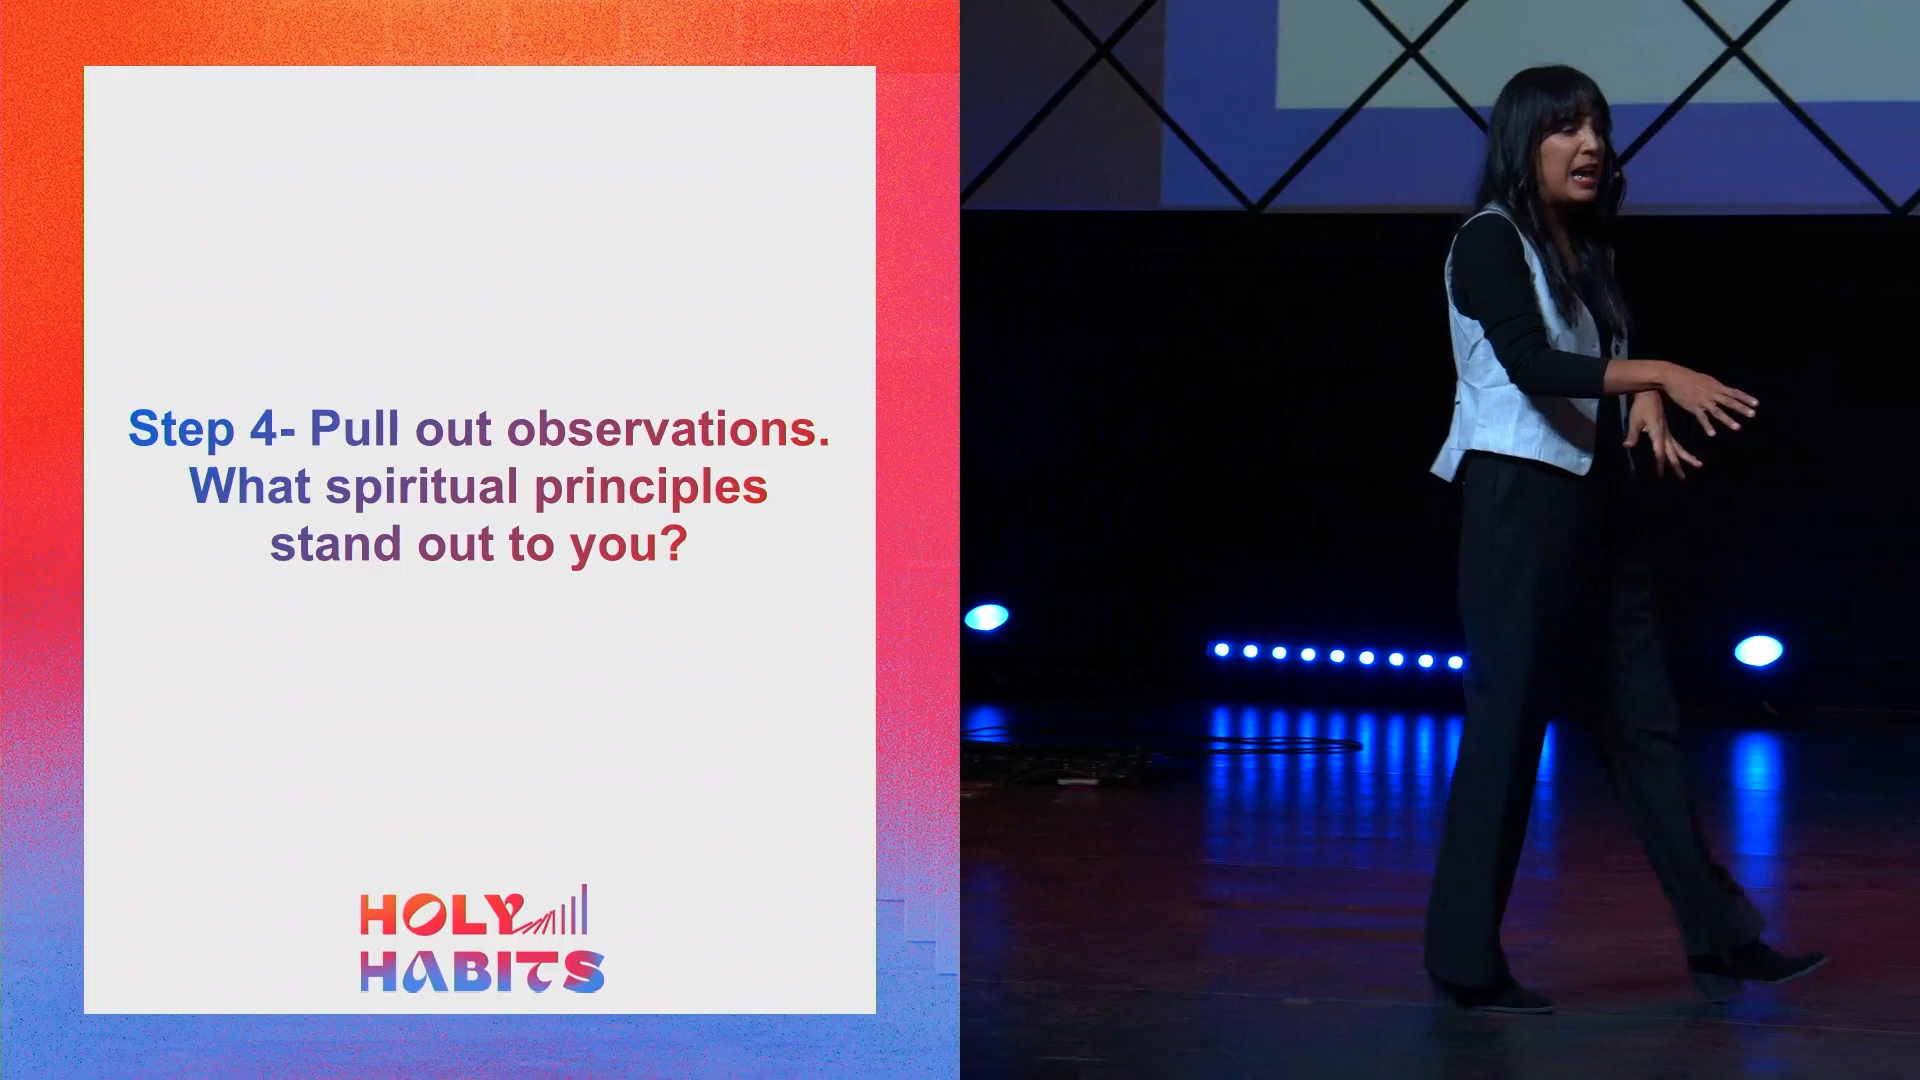 Step 4- Pull out observations.
What spiritual principles
stand out to you?
HOLY
HABITS